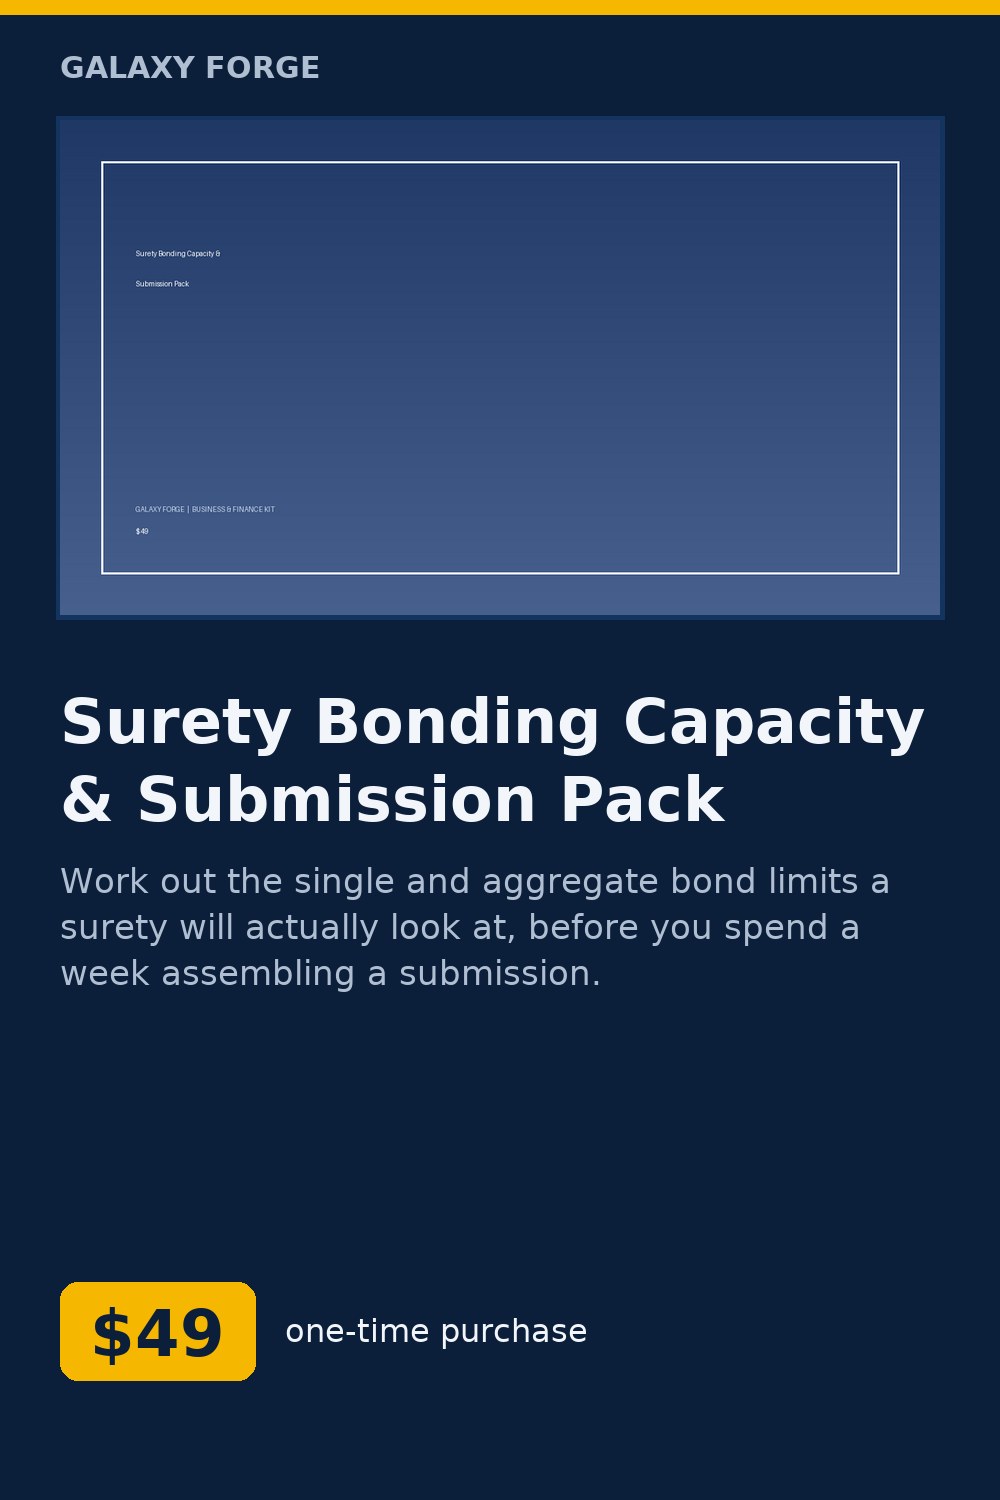 GALAXY FORGE
Surety Bonding Capacity &
Submission Pack
GALAXY FORGE | BUSINESS & FINANCE KIT
$49
Surety Bonding Capacity
& Submission Pack
Work out the single and aggregate bond limits a
surety will actually look at, before you spend a
week assembling a submission.
$49 one-time purchase